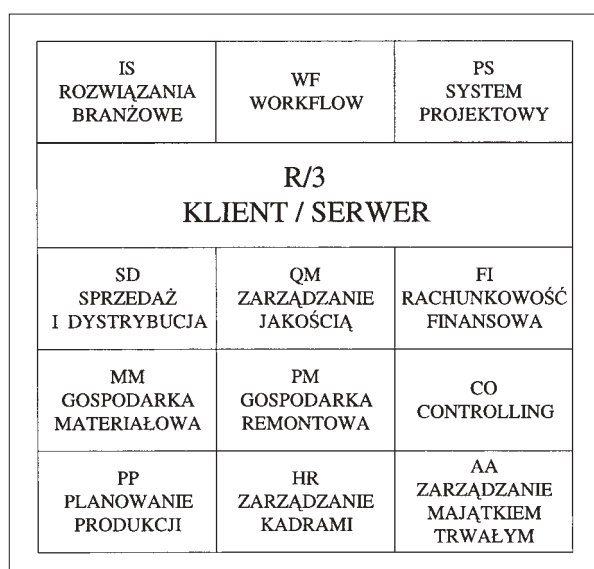 IS
ROZWIĄZANIA
BRANŻOWE
WF
WORKFLOW
PS
SYSTEM
PROJEKTOWY
R/3
KLIENT / SERWER
SD
SPRZEDAŻ
I DYSTRYBUCJA
QM
ZARZĄDZANIE
JAKOŚCIĄ
FI
RACHUNKOWOŚĆ
FINANSOWA
MM
GOSPODARKA
MATERIAŁOWA
PM
GOSPODARKA
REMONTOWA
CO
CONTROLLING
PP
PLANOWANIE
PRODUKCJI
HR
ZARZĄDZANIE
KADRAMI
AA
ZARZĄDZANIE
MAJĄTKIEM
TRWAŁYM